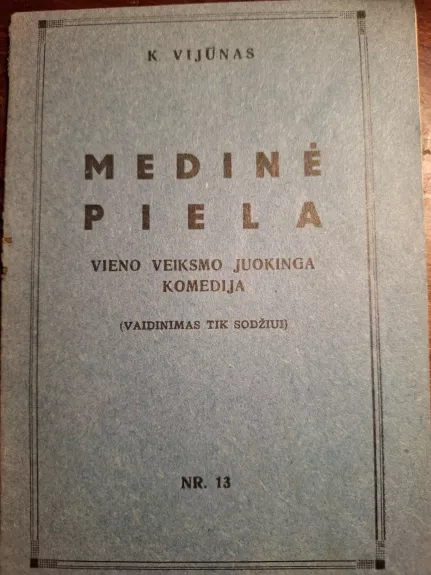 K VIJŪNAS
MEDINĖ
PIELA
VIENO VEIKSMO JUOKINGA
KOMEDIJA
(VAIDINIMAS TIK SODŽIUI)
NR. 13